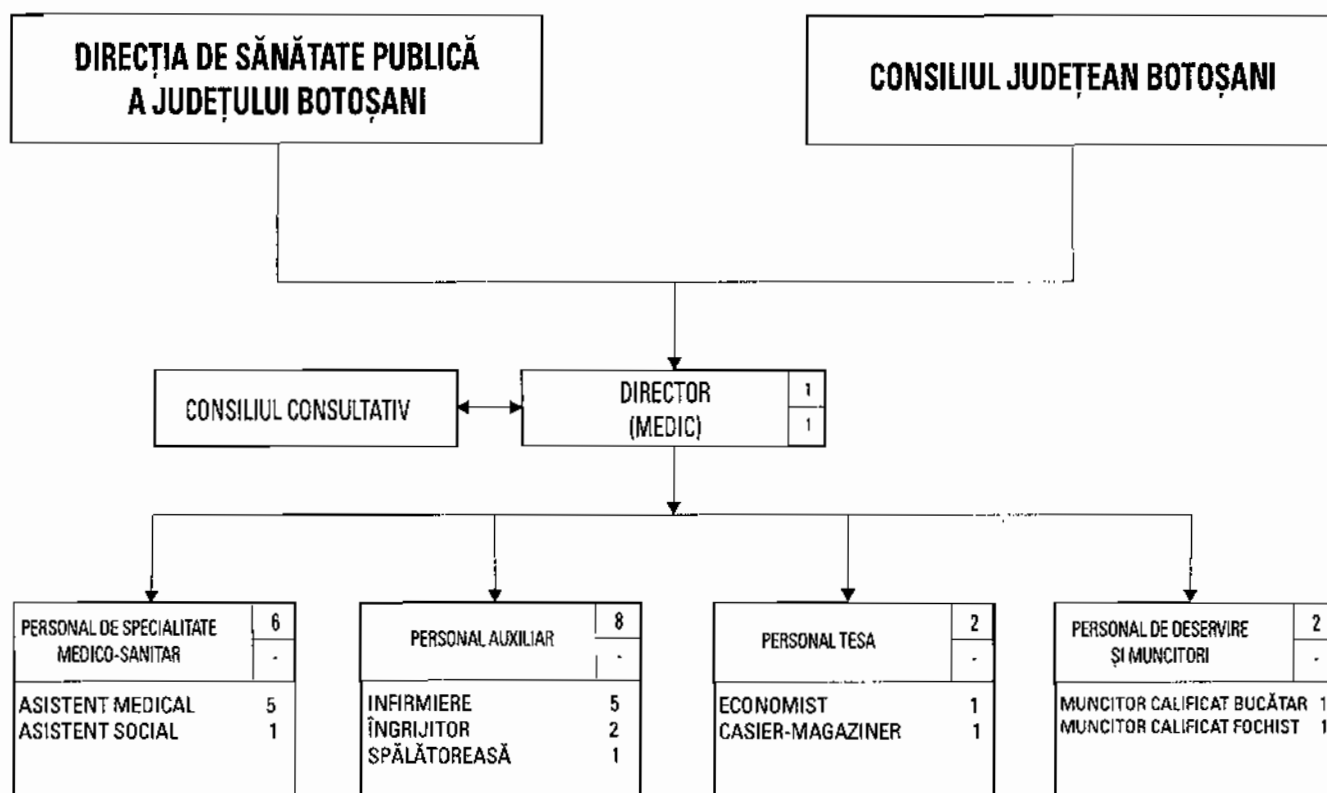 DIRECȚIA DE SĂNĂTATE PUBLICĂ
A JUDEȚULUI BOTOȘANI
CONSILIUL JUDEȚEAN BOTOȘANI
CONSILIUL CONSULTATIV
DIRECTOR
(MEDIC)
1
1
PERSONAL DE SPECIALITATE
MEDICO-SANITAR
6
-
ASISTENT MEDICAL 5
ASISTENT SOCIAL 1
PERSONAL AUXILIAR
8
-
INFIRMIERE 5
ÎNGRIJITOR 2
SPĂLĂTOREASĂ 1
PERSONAL TESA
2
-
ECONOMIST 1
CASIER-MAGAZINER 1
PERSONAL DE DESERVIRE
ȘI MUNCITORI
2
-
MUNCITOR CALIFICAT BUCĂTAR 1
MUNCITOR CALIFICAT FOCHIST 1